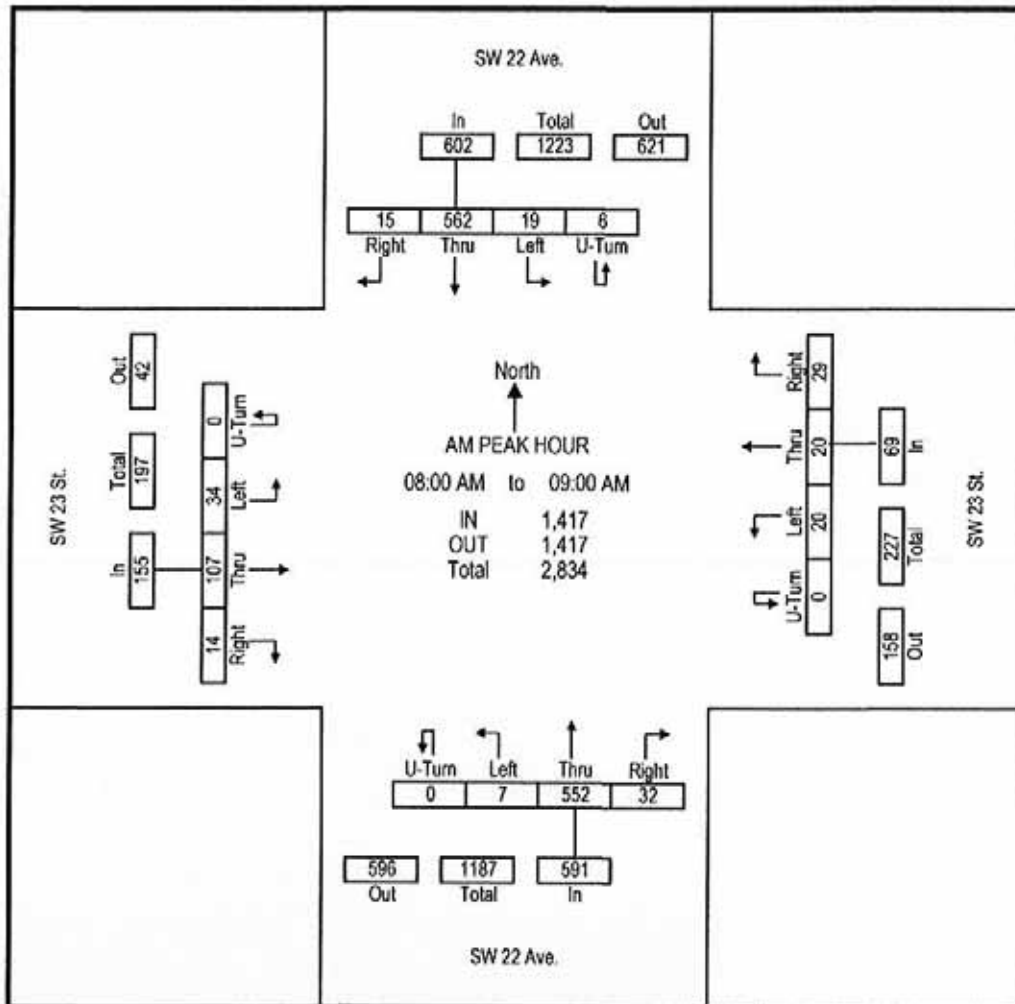 SW 22 Ave.
In Total Out
602 1223 621
15 562 19 6
Right Thru Left U-Turn
SW 23 St.
Out Total In
42 197 155
0 34 107 14
U-Turn Left Thru Right
North
AM PEAK HOUR
08:00 AM to 09:00 AM
IN 1,417
OUT 1,417
Total 2,834
Right Thru Left U-Turn
29 20 20 0
69 227 158
In Total Out
SW 23 St.
U-Turn Left Thru Right
0 7 552 32
596 1187 591
Out Total In
SW 22 Ave.